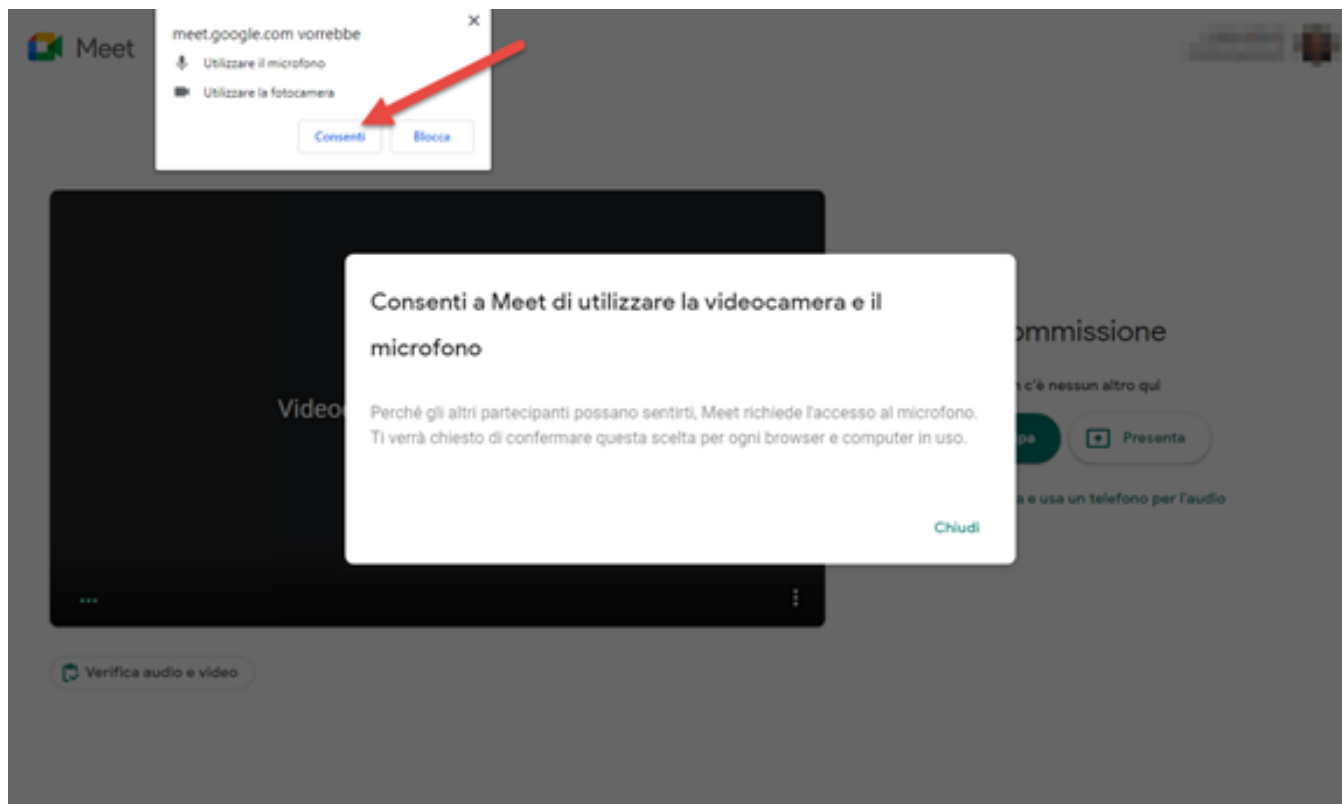 Meet
meet.google.com vorrebbe
Utilizzare il microfono
Utilizzare la fotocamera
Consenti
Blocca
Consenti a Meet di utilizzare la videocamera e il
microfono
Perché gli altri partecipanti possano sentirti, Meet richiede l'accesso al microfono.
Ti verrà chiesto di confermare questa scelta per ogni browser e computer in uso.
Chiudi
Video
ommissione
c'è nessun altro qui
pa
Presenta
a e usa un telefono per l'audio
Verifica audio e video